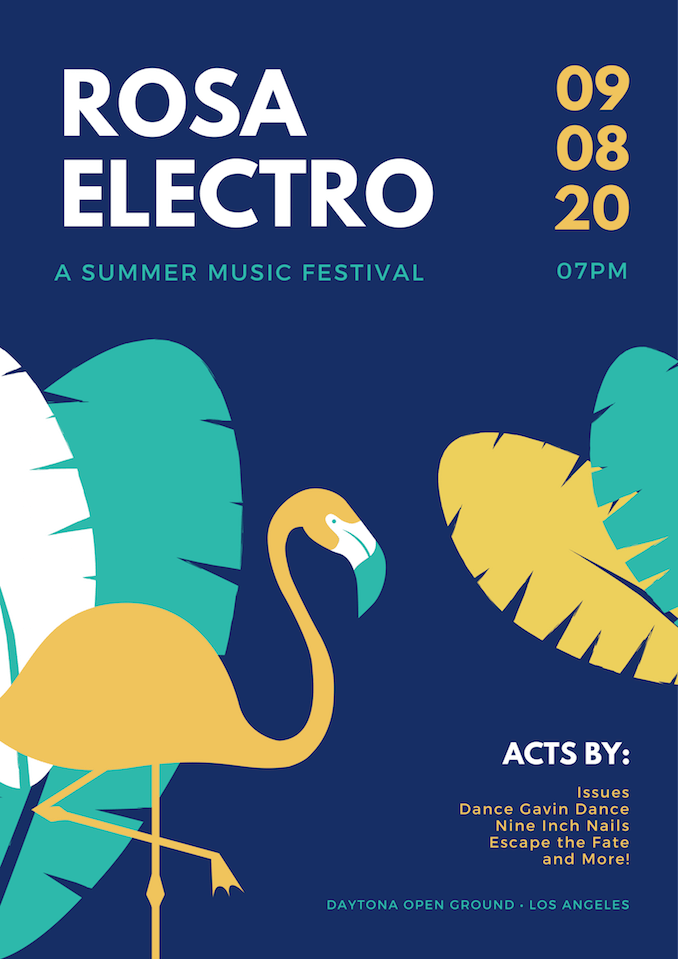 ROSA
ELECTRO
A SUMMER MUSIC FESTIVAL
09
08
20
07PM
ACTS BY:
Issues
Dance Gavin Dance
Nine Inch Nails
Escape the Fate
and More!
DAYTONA OPEN GROUND • LOS ANGELES